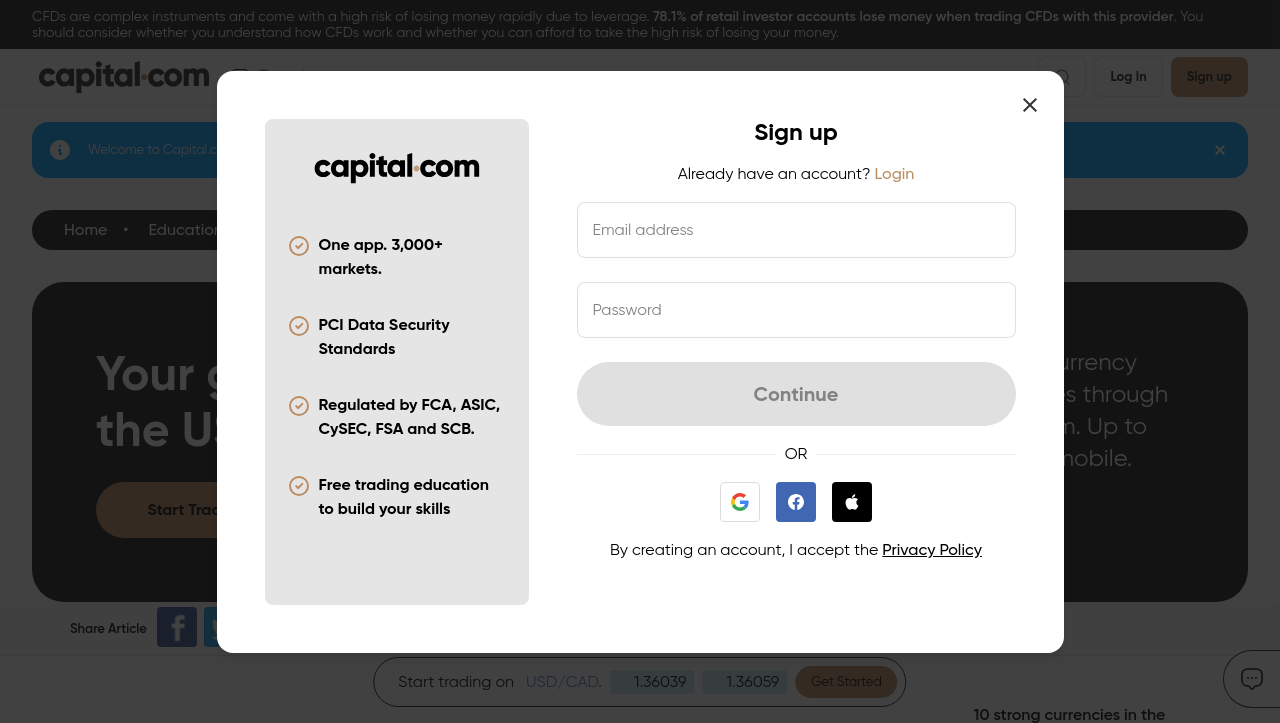 CFDs are complex instruments and come with a high risk of losing money rapidly due to leverage. 78.1% of retail investor accounts lose money when trading CFDs with this provider. You
should consider whether you understand how CFDs work and whether you can afford to take the high risk of losing your money.
capital.com
Log In
Sign up
Welcome to Capital.c
Home
•
Education
Your g
the US
urrency
es through
m. Up to
mobile.
Start Trad
Share Article
Start trading on USD/CAD. 1.36039 1.36059 Get Started
10 strong currencies in the
capital.com
One app. 3,000+
markets.
PCI Data Security
Standards
Regulated by FCA, ASIC,
CySEC, FSA and SCB.
Free trading education
to build your skills
Sign up
Already have an account? Login
Email address
Password
Continue
OR
By creating an account, I accept the Privacy Policy